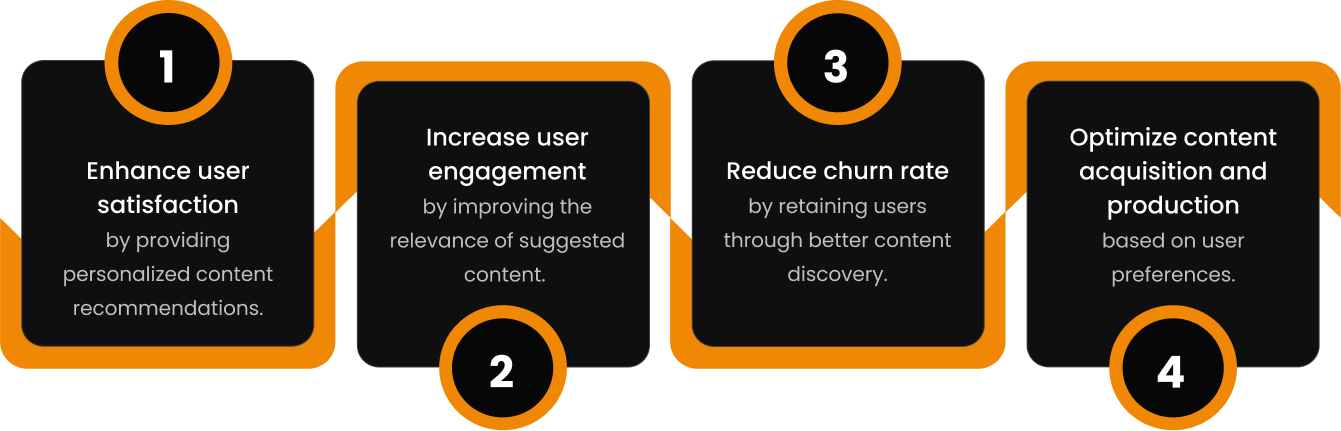 1
Enhance user
satisfaction
by providing
personalized content
recommendations.
Increase user
engagement
by improving the
relevance of suggested
content.
2
3
Reduce churn rate
by retaining users
through better content
discovery.
Optimize content
acquisition and
production
based on user
preferences.
4